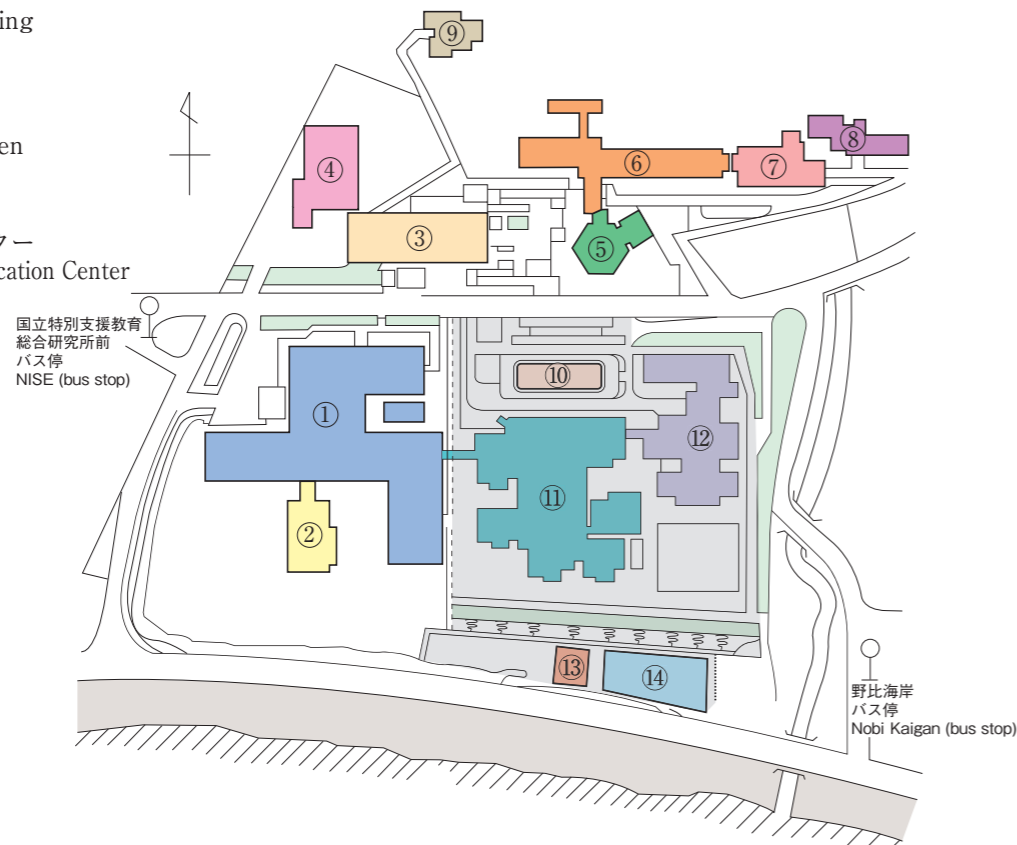 ing
en
ター
cation Center
国立特別支援教育
総合研究所前
バス停
NISE (bus stop)
⑨
④
⑥
⑦
⑧
③
⑤
⑩
①
⑫
⑪
②
⑬
⑭
野比海岸
バス停
Nobi Kaigan (bus stop)